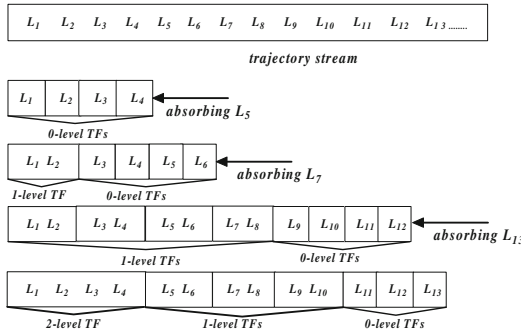 L1 L2 L3 L4 L5 L6 L7 L8 L9 L10 L11 L12 L13........
trajectory stream
L1 L2 L3 L4
absorbing L5
0-level TFs
L1 L2 L3 L4 L5 L6
absorbing L7
1-level TF 0-level TFs
L1 L2 L3 L4 L5 L6 L7 L8 L9 L10 L11 L12
absorbing L13
1-level TFs 0-level TFs
L1 L2 L3 L4 L5 L6 L7 L8 L9 L10 L11 L12 L13
2-level TF 1-level TFs 0-level TFs